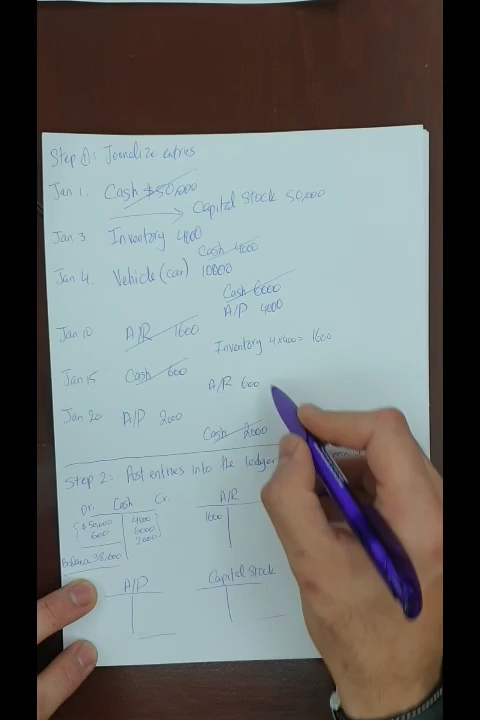 Step ①: Journalize entries
Jan 1. Cash $50,000
Capital Stock 50,000
Jan 3 Inventory 4000
Cash 4000
Jan 4. Vehicle (car) 10000
Cash 6000
A/P 4000
Jan 10 A/R 1600
Inventory 4x400= 1600
Jan 15 Cash 600
A/R 600
Jan 20 A/P 2000
Cash 2000
Step 2: Post entries into the ledger
Dr. Cash Cr.
$50,000 4000
600 6000
2000
Balance 38,600
A/R
1600
A/P
Capital Stock